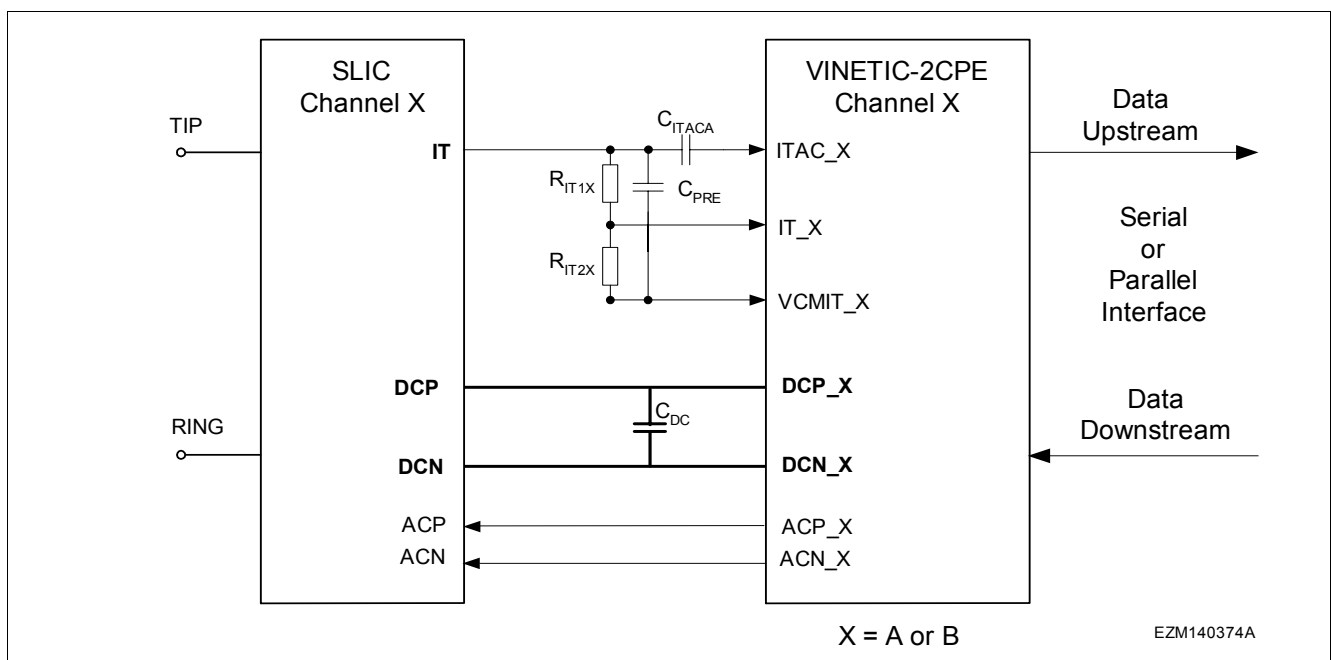 SLIC
Channel X
VINETIC-2CPE
Channel X
Data
Upstream
TIP
IT
C_ITACA
ITAC_X
R_IT1X
C_PRE
IT_X
Serial
or
Parallel
Interface
R_IT2X
VCMIT_X
DCP
DCP_X
C_DC
Data
Downstream
RING
DCN
DCN_X
ACP
ACP_X
ACN
ACN_X
X = A or B
EZM140374A